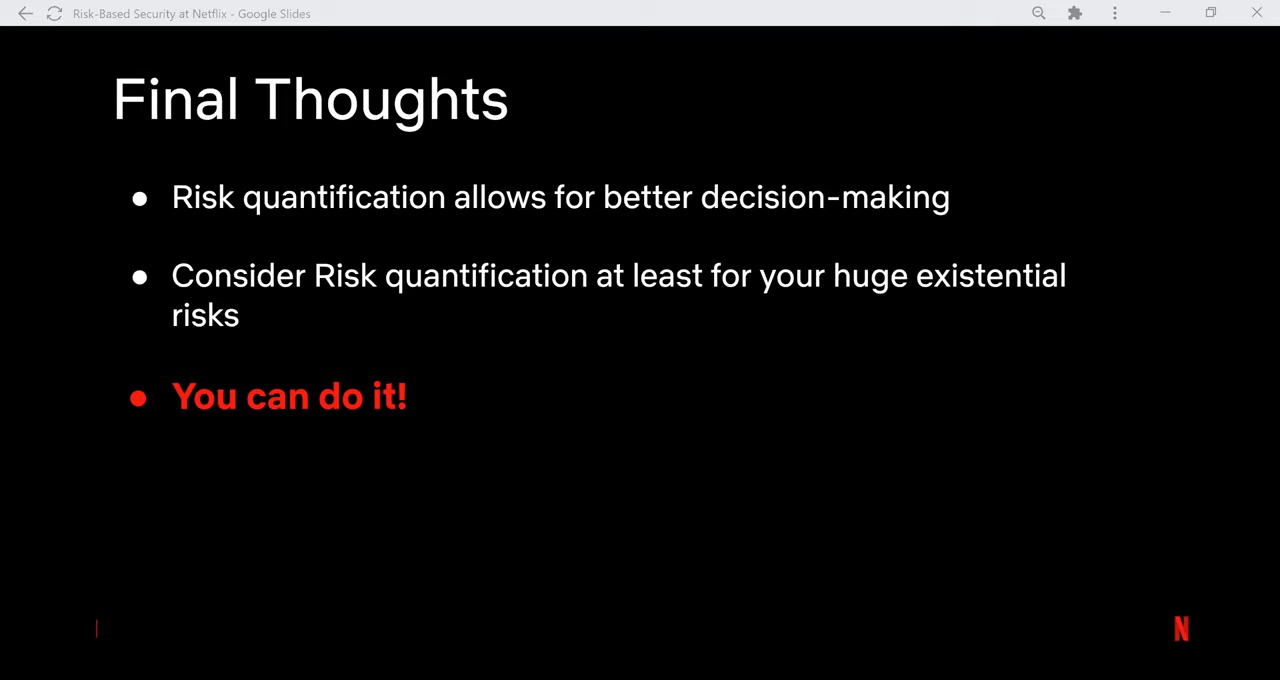 Risk-Based Security at Netflix - Google Slides
Final Thoughts
● Risk quantification allows for better decision-making
● Consider Risk quantification at least for your huge existential
risks
● You can do it!
N